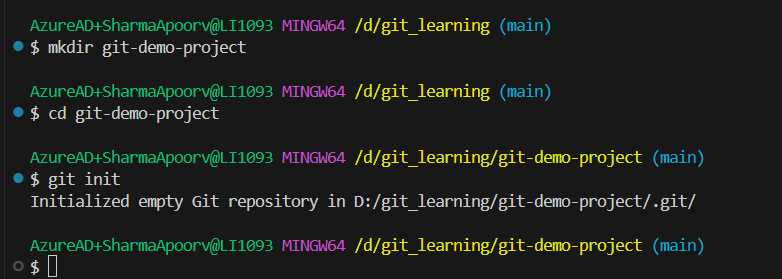 AzureAD+SharmaApoorv@LI1093 MINGW64 /d/git_learning (main)
$ mkdir git-demo-project
AzureAD+SharmaApoorv@LI1093 MINGW64 /d/git_learning (main)
$ cd git-demo-project
AzureAD+SharmaApoorv@LI1093 MINGW64 /d/git_learning/git-demo-project (main)
$ git init
Initialized empty Git repository in D:/git_learning/git-demo-project/.git/
AzureAD+SharmaApoorv@LI1093 MINGW64 /d/git_learning/git-demo-project (main)
$